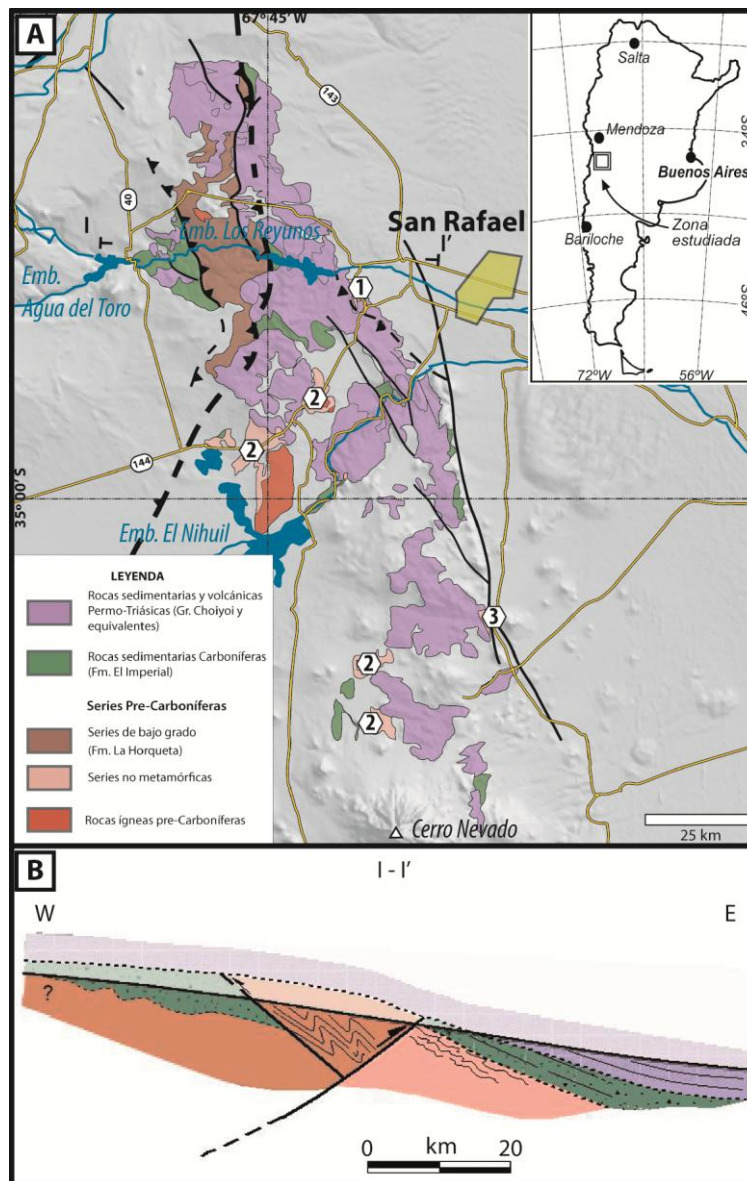 A
67° 45' W
143
40
I
Emb. Los Reyunos
San Rafael
I'
Emb.
Agua del Toro
1
2
2
144
35° 00' S
Emb. El Nihuil
3
2
2
Cerro Nevado
25 km
Salta
Mendoza
Buenos Aires
Bariloche
Zona
estudiada
34°S
46°S
72°W
56°W
LEYENDA
Rocas sedimentarias y volcánicas
Permo-Triásicas (Gr. Choiyoi y
equivalentes)
Rocas sedimentarias Carboníferas
(Fm. El Imperial)
Series Pre-Carboníferas
Series de bajo grado
(Fm. La Horqueta)
Series no metamórficas
Rocas ígneas pre-Carboníferas
B
I - I'
W
E
?
0 km 20